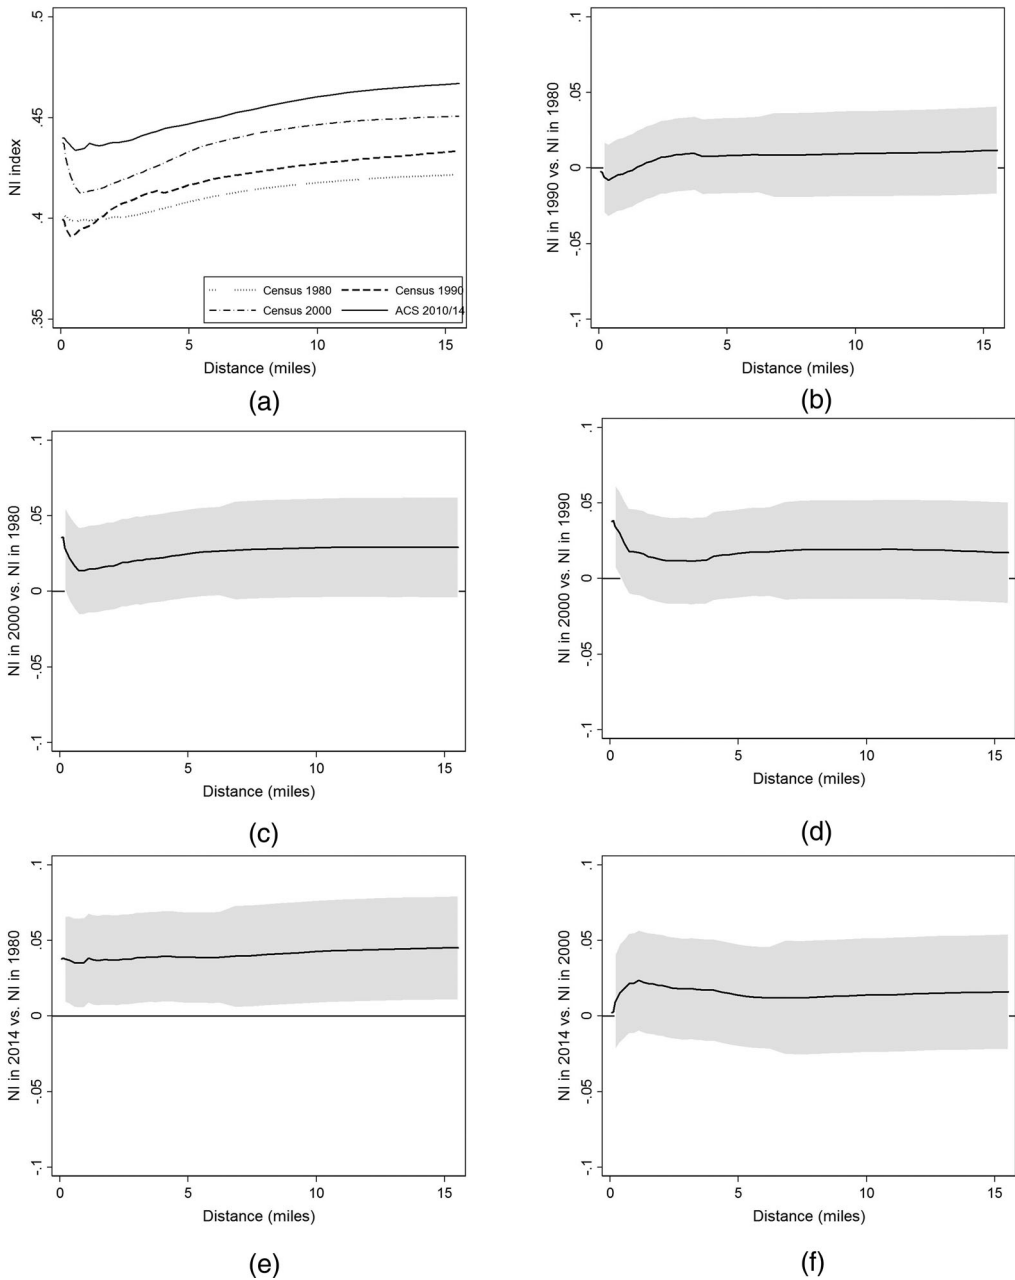 NI index
.5
.45
.4
.35
Census 1980
Census 1990
Census 2000
ACS 2010/14
0
5
10
15
Distance (miles)
(a)
NI in 1990 vs. NI in 1980
.1
.05
0
-.05
-.1
0
5
10
15
Distance (miles)
(b)
NI in 2000 vs. NI in 1980
.1
.05
0
-.05
-.1
0
5
10
15
Distance (miles)
(c)
NI in 2000 vs. NI in 1990
.1
.05
0
-.05
-.1
0
5
10
15
Distance (miles)
(d)
NI in 2014 vs. NI in 1980
.1
.05
0
-.05
-.1
0
5
10
15
Distance (miles)
(e)
NI in 2014 vs. NI in 2000
.1
.05
0
-.05
-.1
0
5
10
15
Distance (miles)
(f)